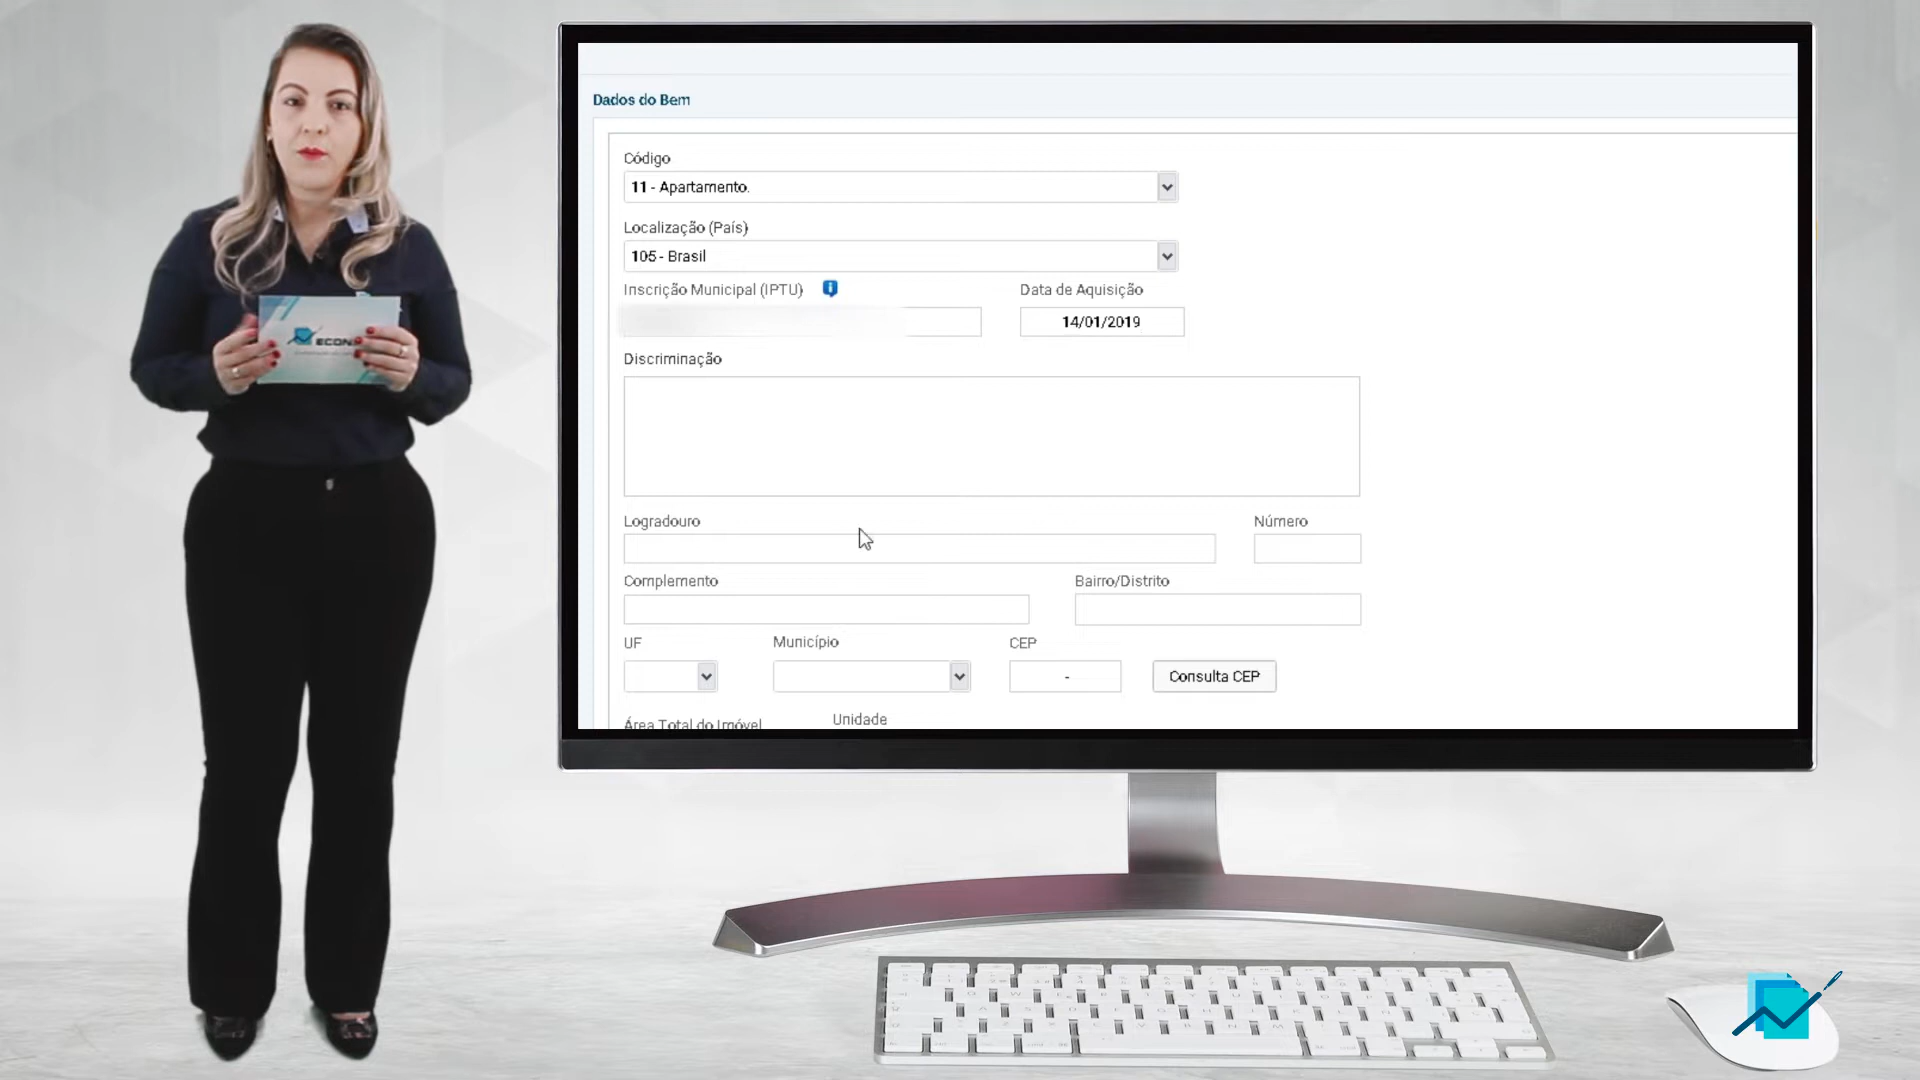 Dados do Bem
Código
11 - Apartamento.
Localização (País)
105 - Brasil
Inscrição Municipal (IPTU)
Data de Aquisição
14/01/2019
Discriminação
Logradouro
Número
Complemento
Bairro/Distrito
UF
Município
CEP
-
Consulta CEP
Área Total do Imóvel
Unidade